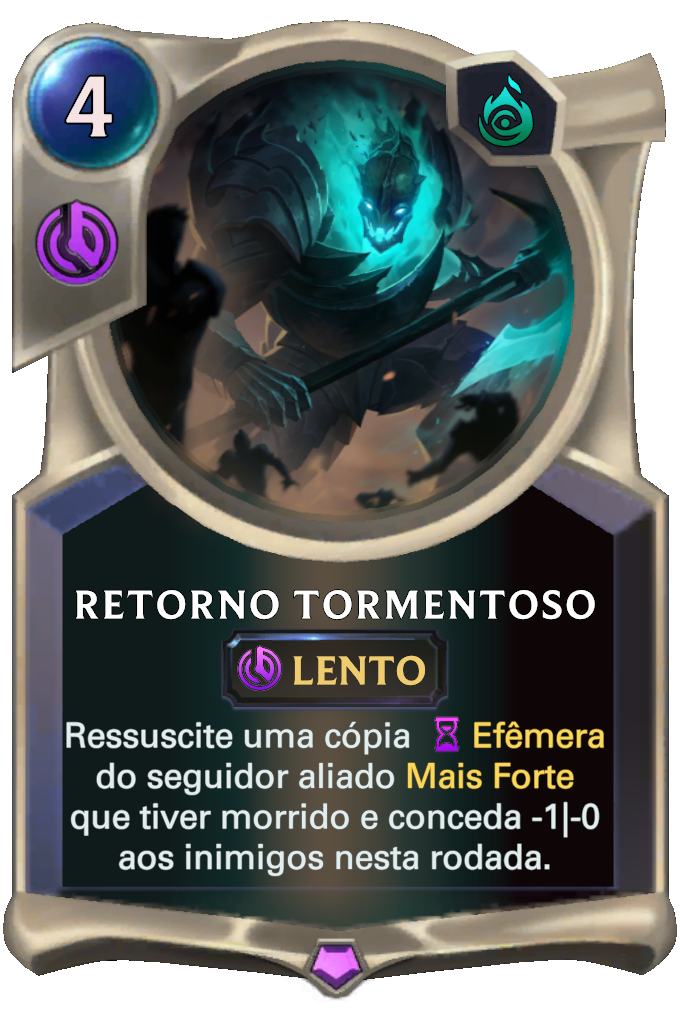 4
RETORNO TORMENTOSO
LENTO
Ressuscite uma cópia Efêmera
do seguidor aliado Mais Forte
que tiver morrido e conceda -1|-0
aos inimigos nesta rodada.